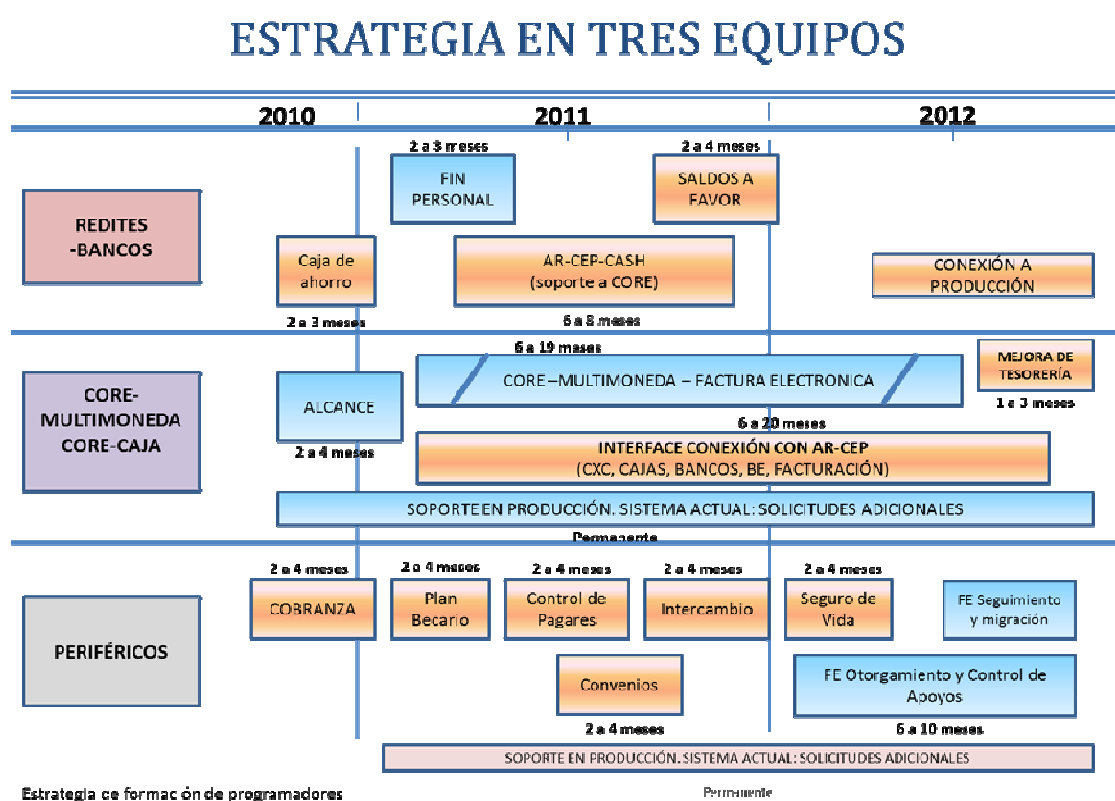 ESTRATEGIA EN TRES EQUIPOS
2010
2011
2012
2 a 3 meses
2 a 4 meses
FIN
PERSONAL
SALDOS A
FAVOR
REDITES
-BANCOS
Caja de
ahorro
AR-CEP-CASH
(soporte a CORE)
CONEXIÓN A
PRODUCCIÓN
2 a 3 meses
6 a 8 meses
6 a 19 meses
CORE-
MULTIMONEDA
CORE-CAJA
ALCANCE
CORE –MULTIMONEDA – FACTURA ELECTRONICA
MEJORA DE
TESORERÍA
1 a 3 meses
2 a 4 meses
6 a 20 meses
INTERFACE CONEXIÓN CON AR-CEP
(CXC, CAJAS, BANCOS, BE, FACTURACIÓN)
SOPORTE EN PRODUCCIÓN. SISTEMA ACTUAL: SOLICITUDES ADICIONALES
Permanente
2 a 4 meses
2 a 4 meses
2 a 4 meses
2 a 4 meses
2 a 4 meses
PERIFÉRICOS
COBRANZA
Plan
Becario
Control de
Pagares
Intercambio
Seguro de
Vida
FE Seguimiento
y migración
Convenios
FE Otorgamiento y Control de
Apoyos
2 a 4 meses
6 a 10 meses
SOPORTE EN PRODUCCIÓN. SISTEMA ACTUAL: SOLICITUDES ADICIONALES
Estrategia de formación de programadores
Permanente